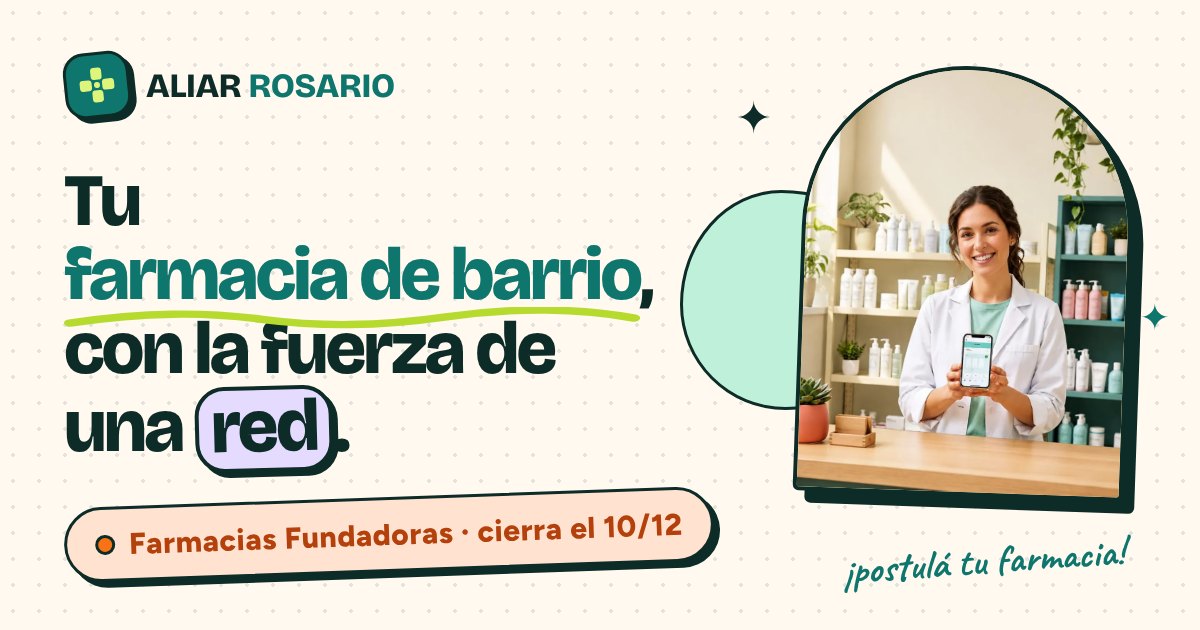 ALIAR ROSARIO
Tu
farmacia de barrio,
con la fuerza de
una red.
Farmacias Fundadoras · cierra el 10/12
¡postulá tu farmacia!